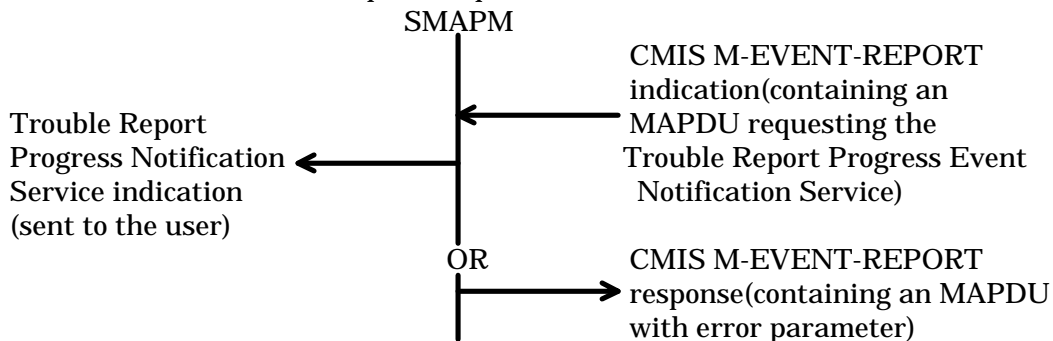 SMAPM
CMIS M-EVENT-REPORT
indication(containing an
MAPDU requesting the
Trouble Report Progress Event
Notification Service)
Trouble Report
Progress Notification
Service indication
(sent to the user)
OR
CMIS M-EVENT-REPORT
response(containing an MAPDU
with error parameter)